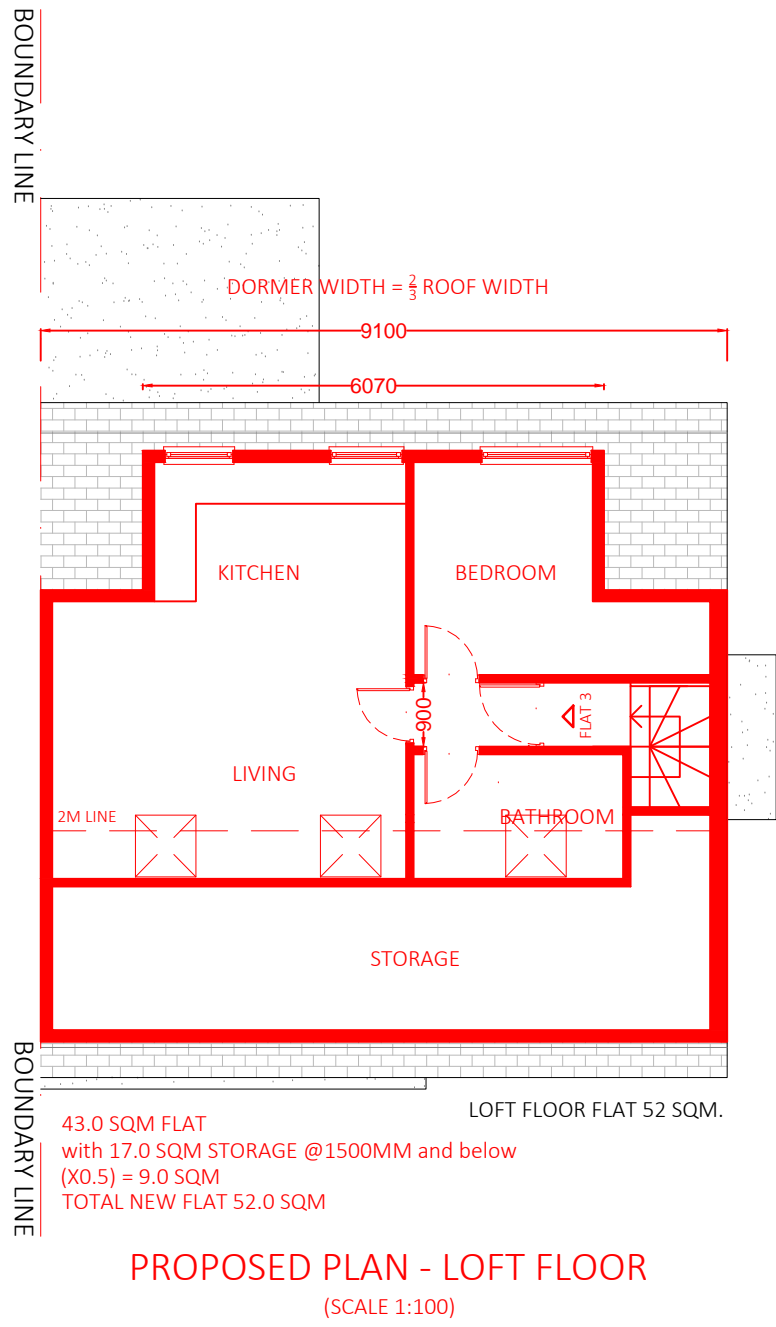 BOUNDARY LINE
DORMER WIDTH = 2/3 ROOF WIDTH
9100
6070
KITCHEN
BEDROOM
900
FLAT 3
LIVING
2M LINE
BATHROOM
STORAGE
BOUNDARY LINE
LOFT FLOOR FLAT 52 SQM.
43.0 SQM FLAT
with 17.0 SQM STORAGE @1500MM and below
(X0.5) = 9.0 SQM
TOTAL NEW FLAT 52.0 SQM
PROPOSED PLAN - LOFT FLOOR
(SCALE 1:100)